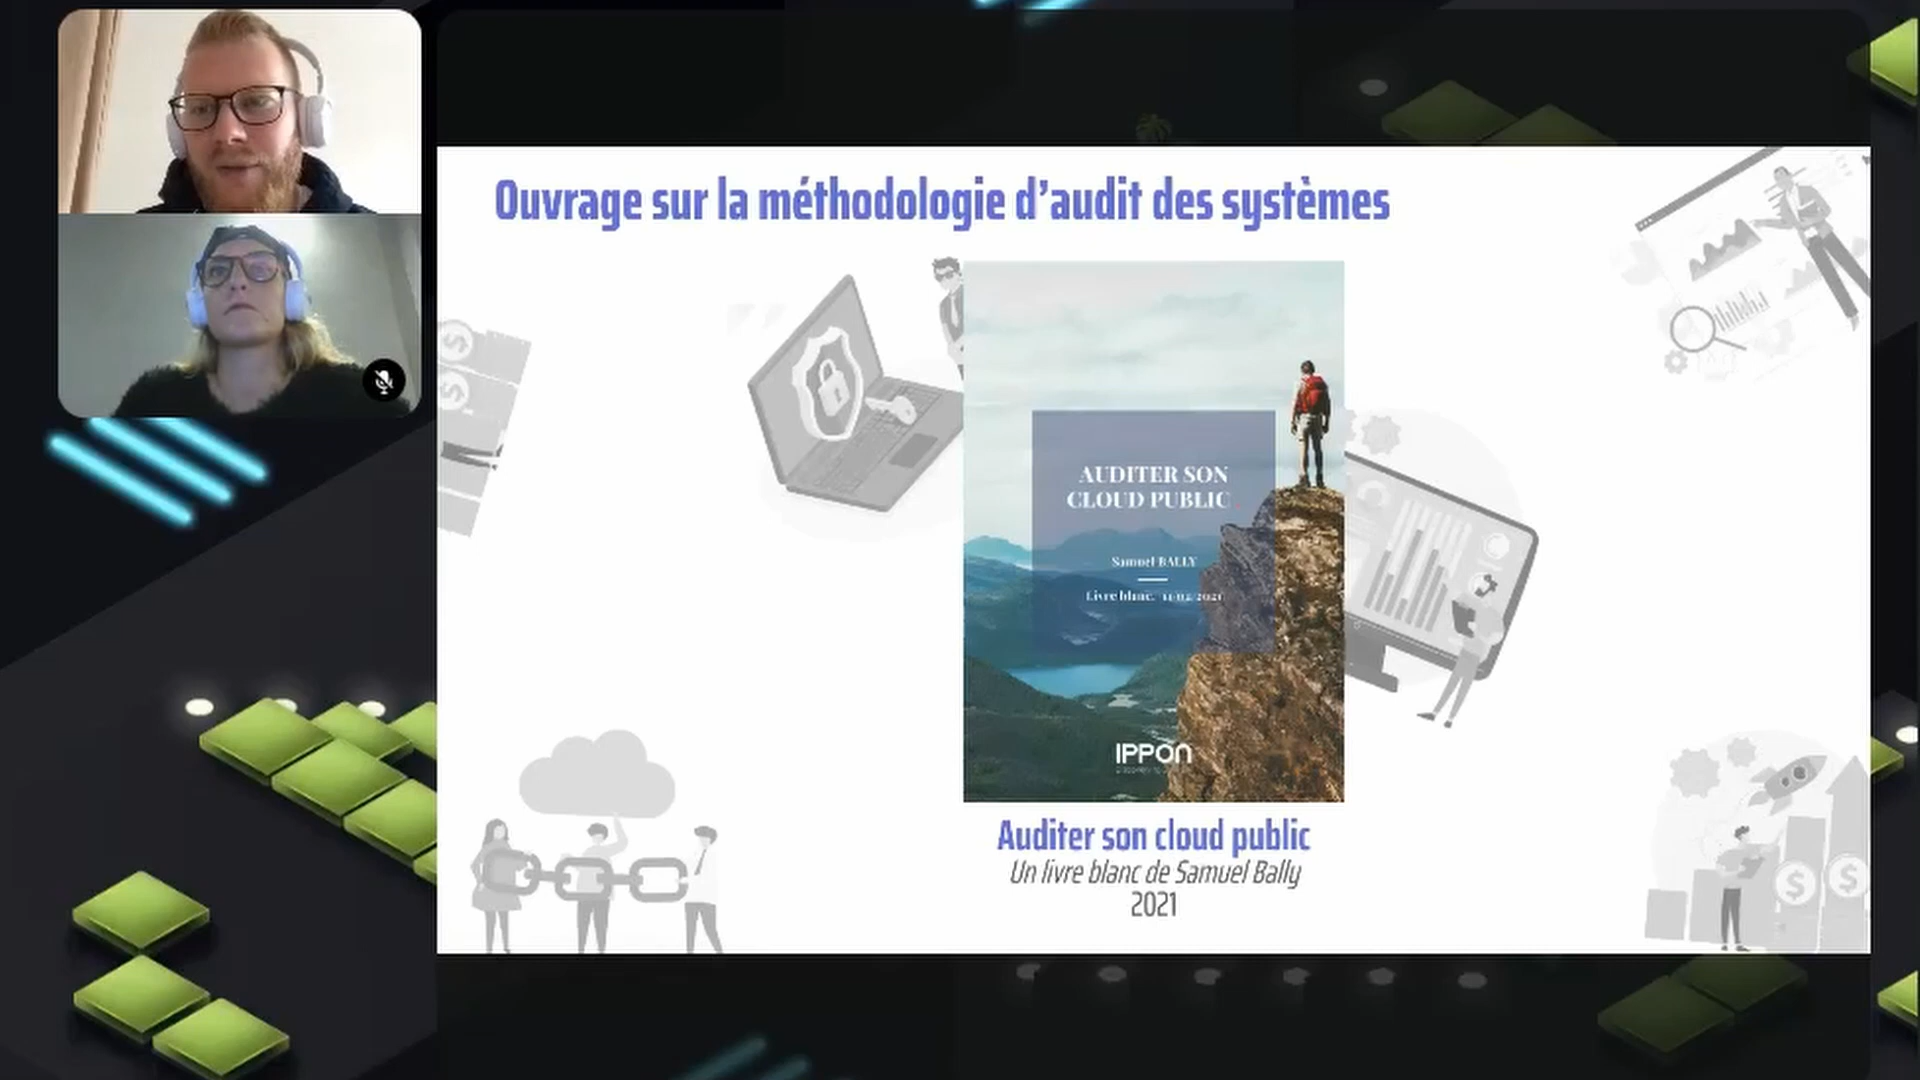 Ouvrage sur la méthodologie d'audit des systèmes
AUDITER SON
CLOUD PUBLIC
Samuel BALLY
Livre blanc.
IPPON
Auditer son cloud public
Un livre blanc de Samuel Bally
2021